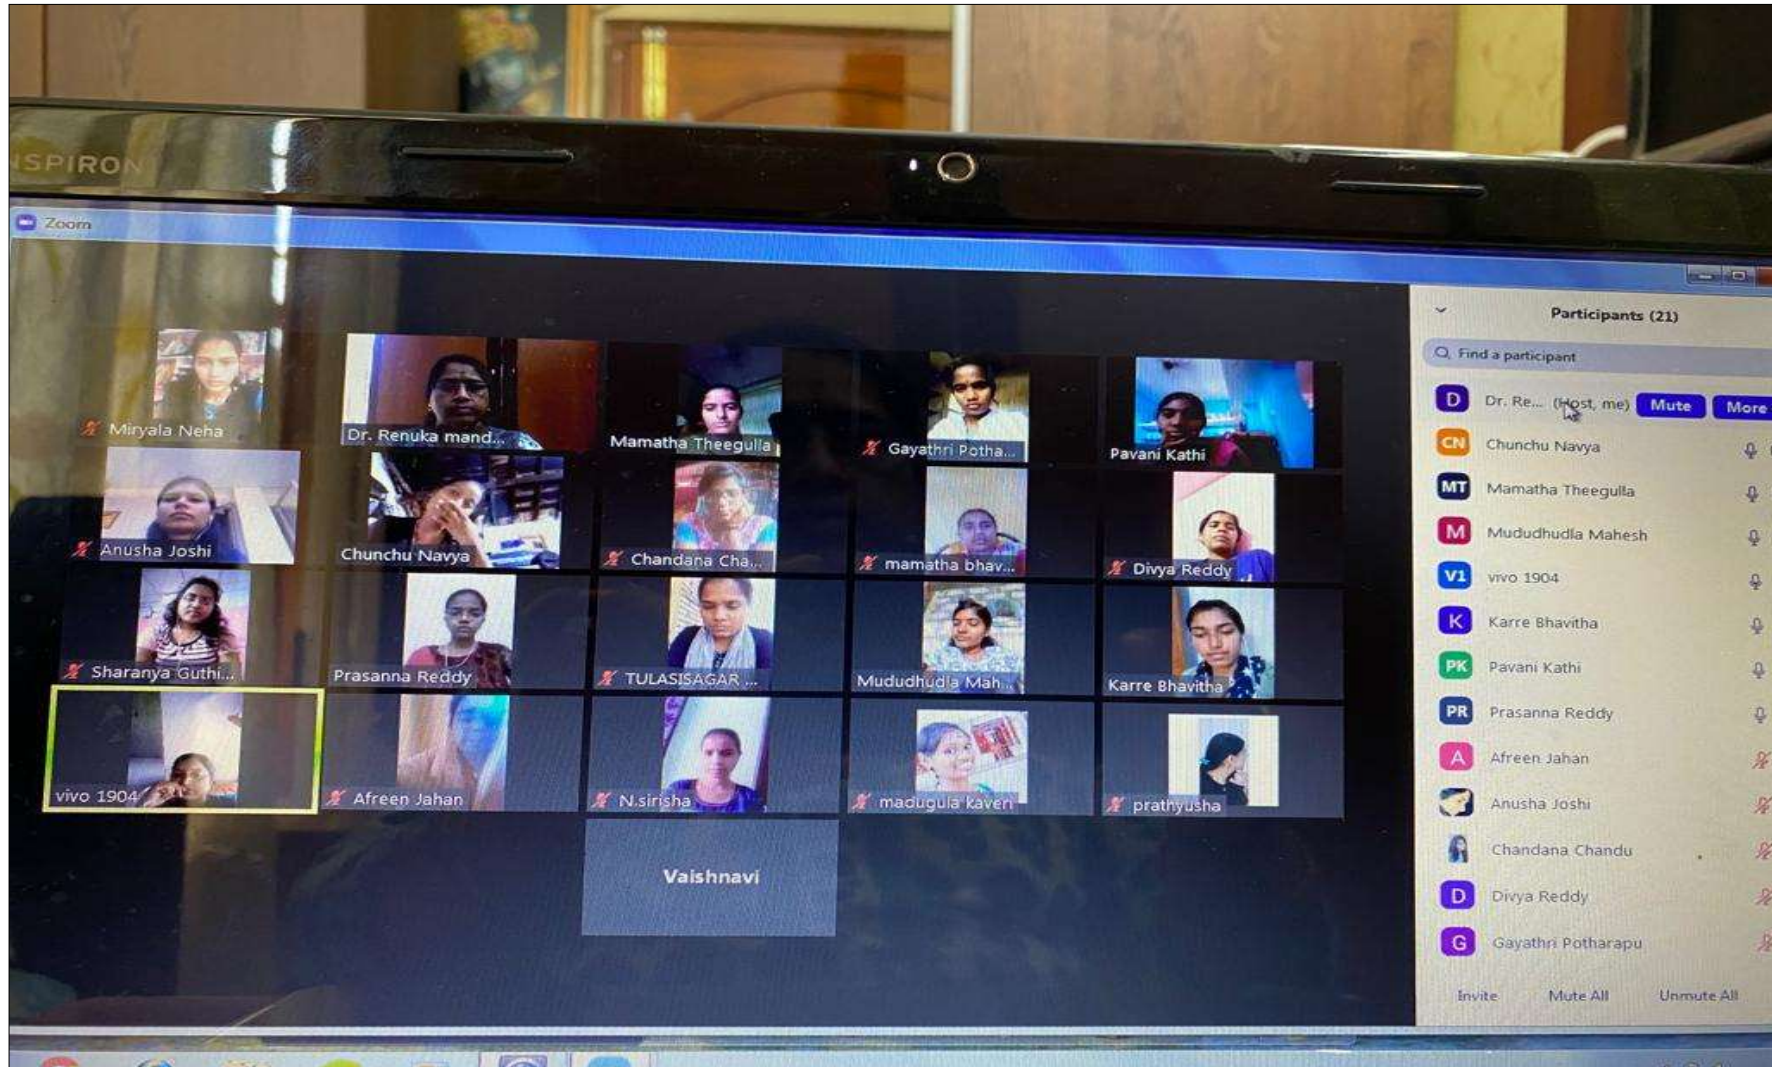 NSPIRON
Zoom
Miryala Neha
Dr. Renuka mand...
Mamatha Theegulla
Gayathri Potha...
Pavani Kathi
Anusha Joshi
Chunchu Navya
Chandana Cha...
mamatha bhav...
Divya Reddy
Sharanya Guthi...
Prasanna Reddy
TULASISAGAR ...
Mududhudla Mah...
Karre Bhavitha
vivo 1904
Afreen Jahan
N.sirisha
madugula kaveri
prathyusha
Vaishnavi
Participants (21)
Find a participant
D Dr. Re... (Host, me) Mute More
CN Chunchu Navya
MT Mamatha Theegulla
M Mududhudla Mahesh
V1 vivo 1904
K Karre Bhavitha
PK Pavani Kathi
PR Prasanna Reddy
A Afreen Jahan
Anusha Joshi
Chandana Chandu
D Divya Reddy
G Gayathri Potharapu
Invite Mute All Unmute All